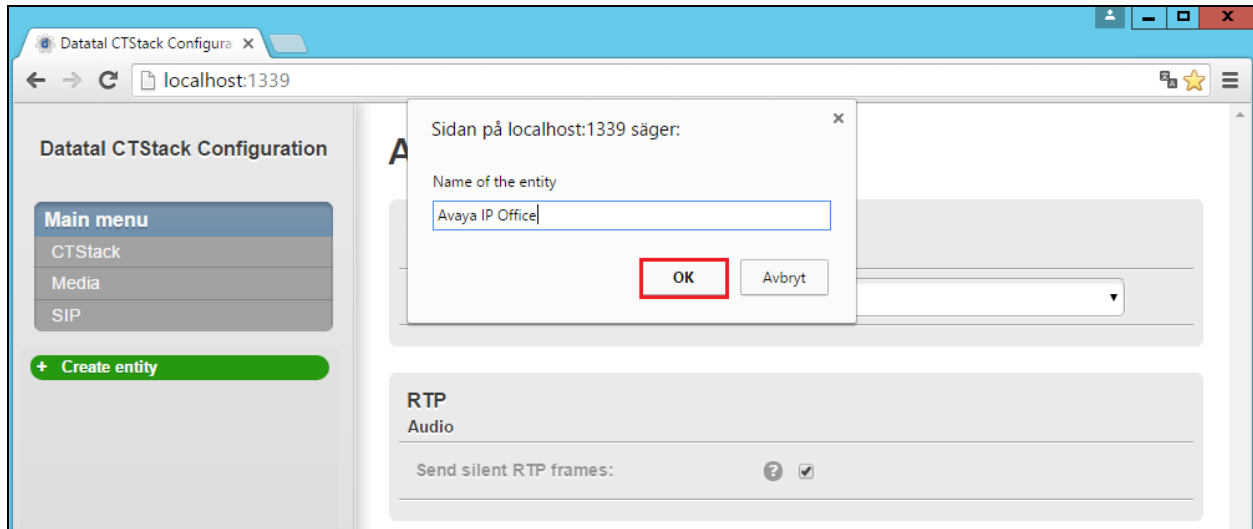 Datatal CTStack Configura
localhost:1339
Datatal CTStack Configuration
Main menu
CTStack
Media
SIP
+ Create entity
A
Sidan på localhost:1339 säger:
Name of the entity
Avaya IP Office
OK
Avbryt
RTP
Audio
Send silent RTP frames: